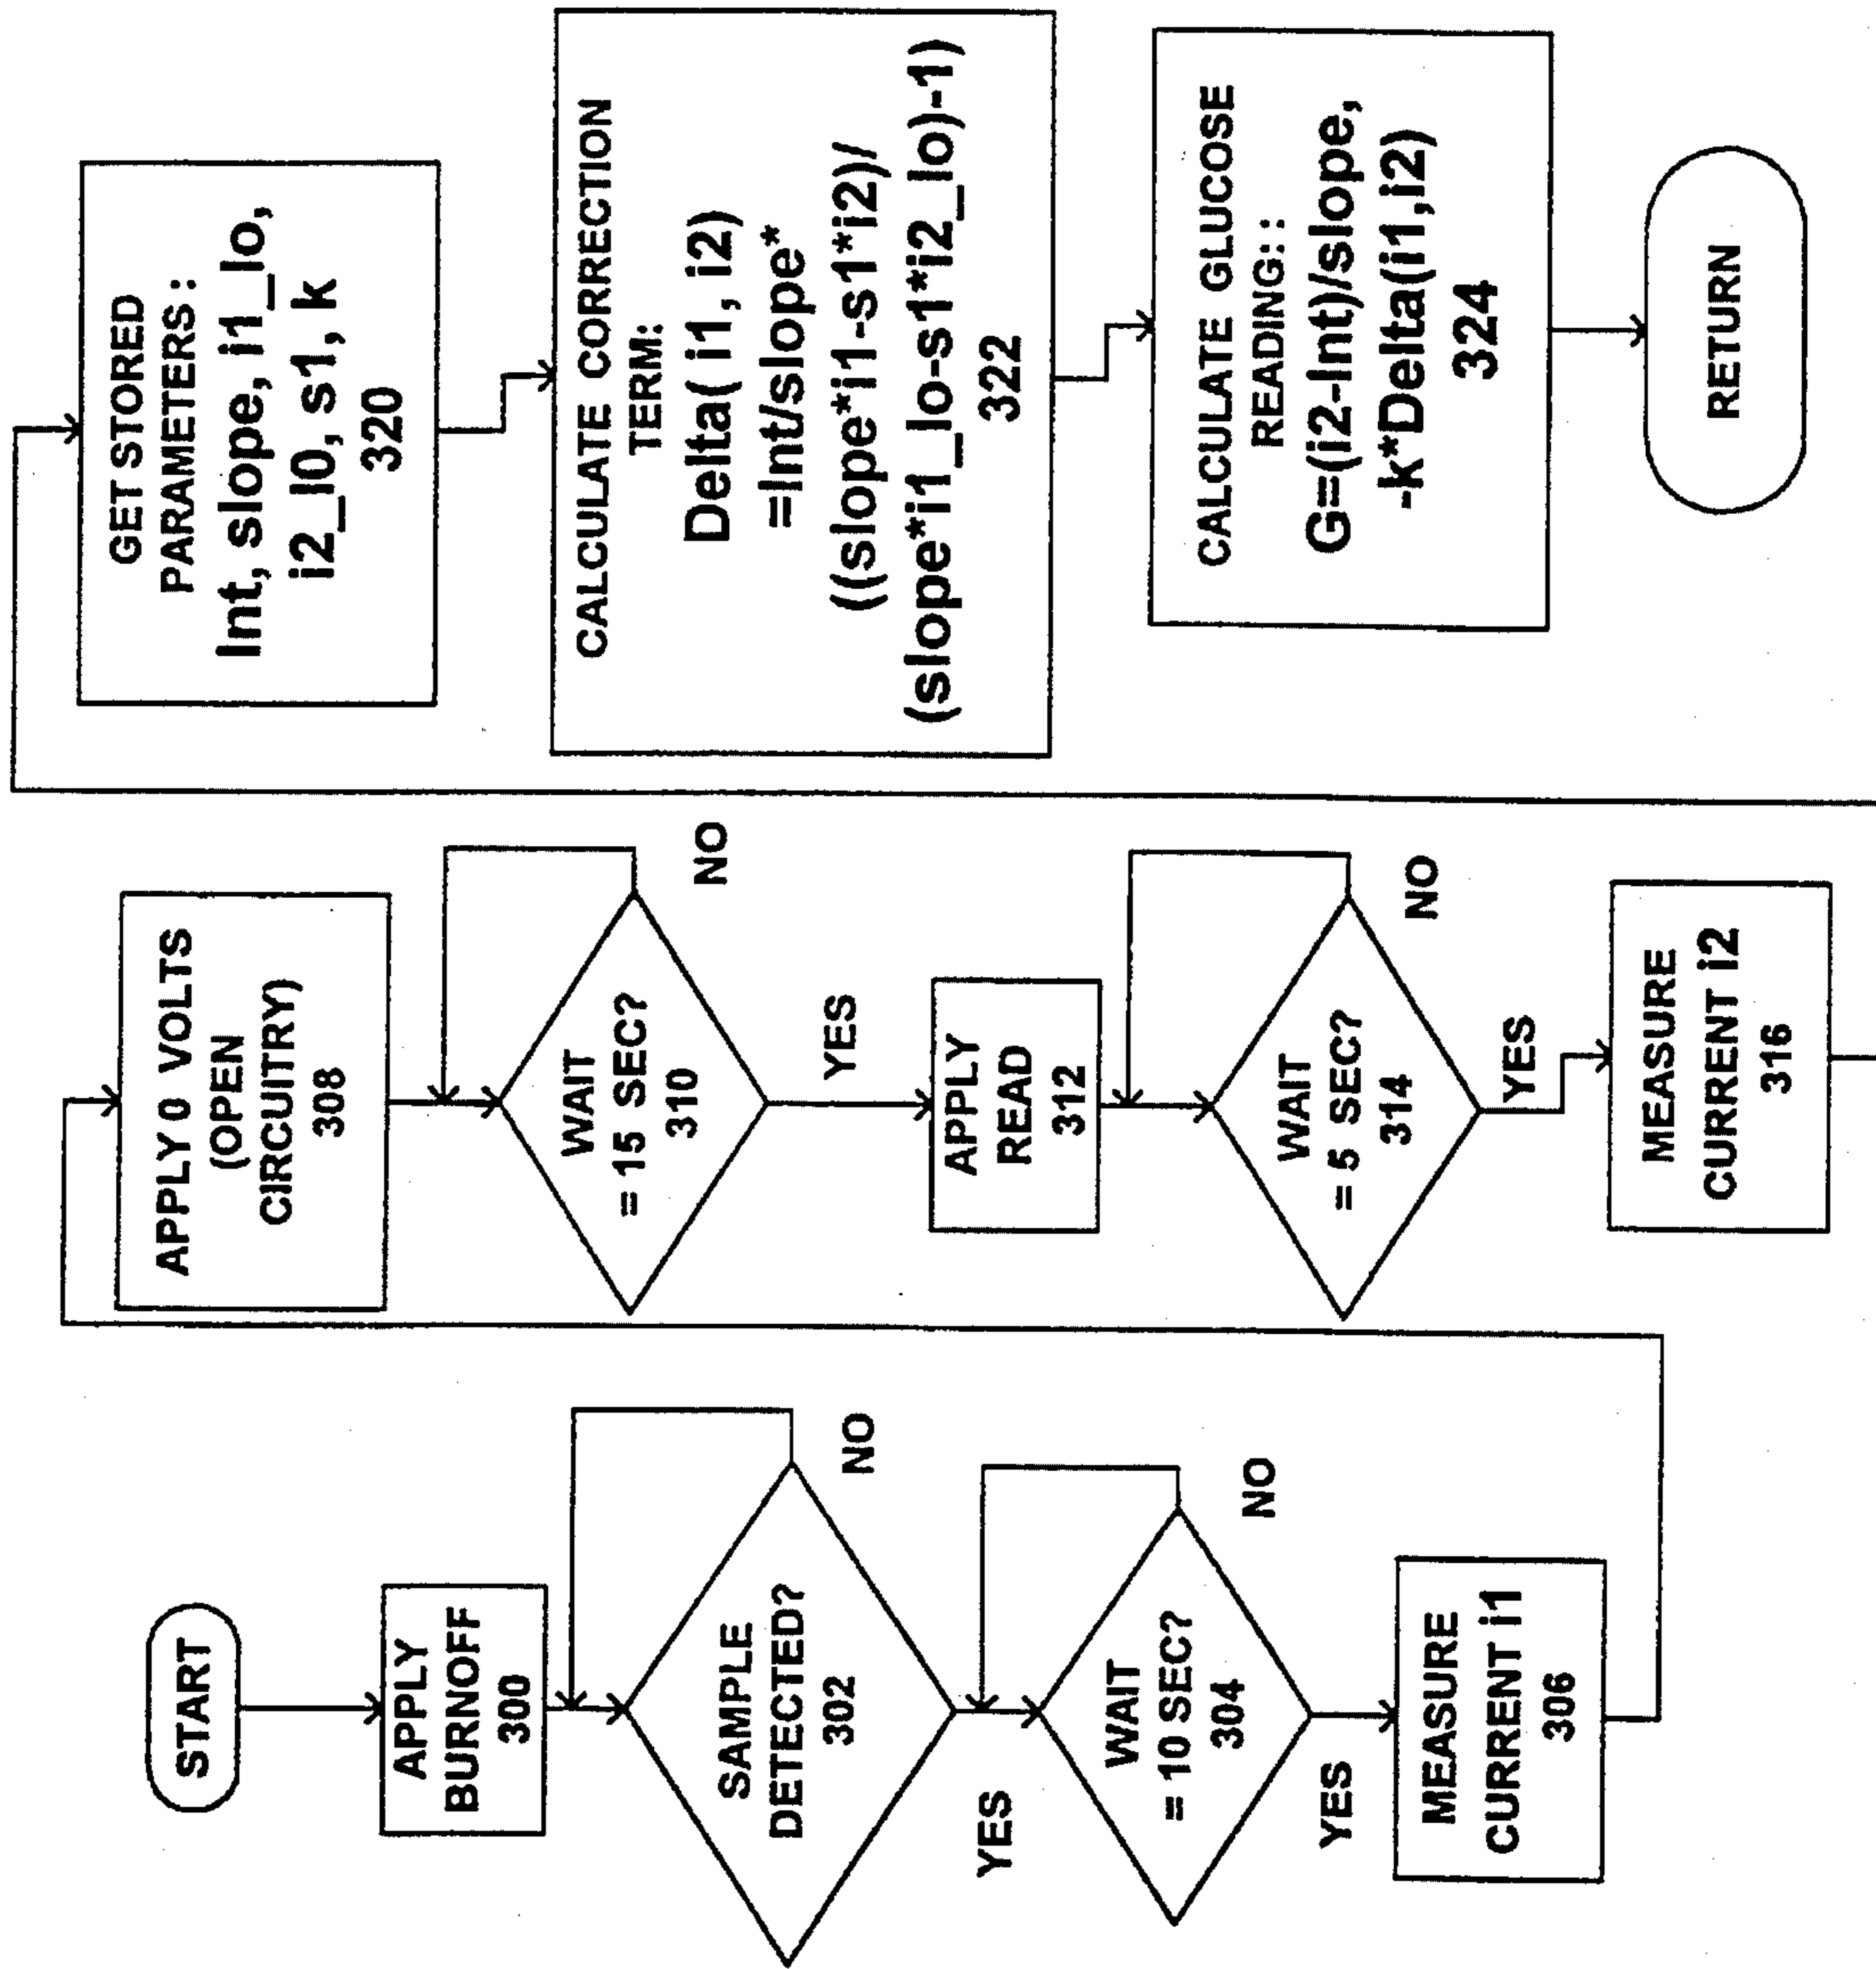 START
APPLY
BURNOFF
300
SAMPLE
DETECTED?
302
NO
YES
WAIT
= 10 SEC?
304
NO
YES
MEASURE
CURRENT i1
306
APPLY 0 VOLTS
(OPEN
CIRCUITRY)
308
WAIT
= 15 SEC?
310
NO
YES
APPLY
READ
312
WAIT
= 5 SEC?
314
NO
YES
MEASURE
CURRENT i2
316
GET STORED
PARAMETERS:
Int, slope, i1_lo,
i2_l0, s1, k
320
CALCULATE CORRECTION
TERM:
Delta( i1, i2)
=Int/slope*
((slope*i1-s1*i2)/
(slope*i1_lo-s1*i2_lo)-1)
322
CALCULATE GLUCOSE
READING::
G=(i2-Int)/slope,
-k*Delta(i1,i2)
324
RETURN